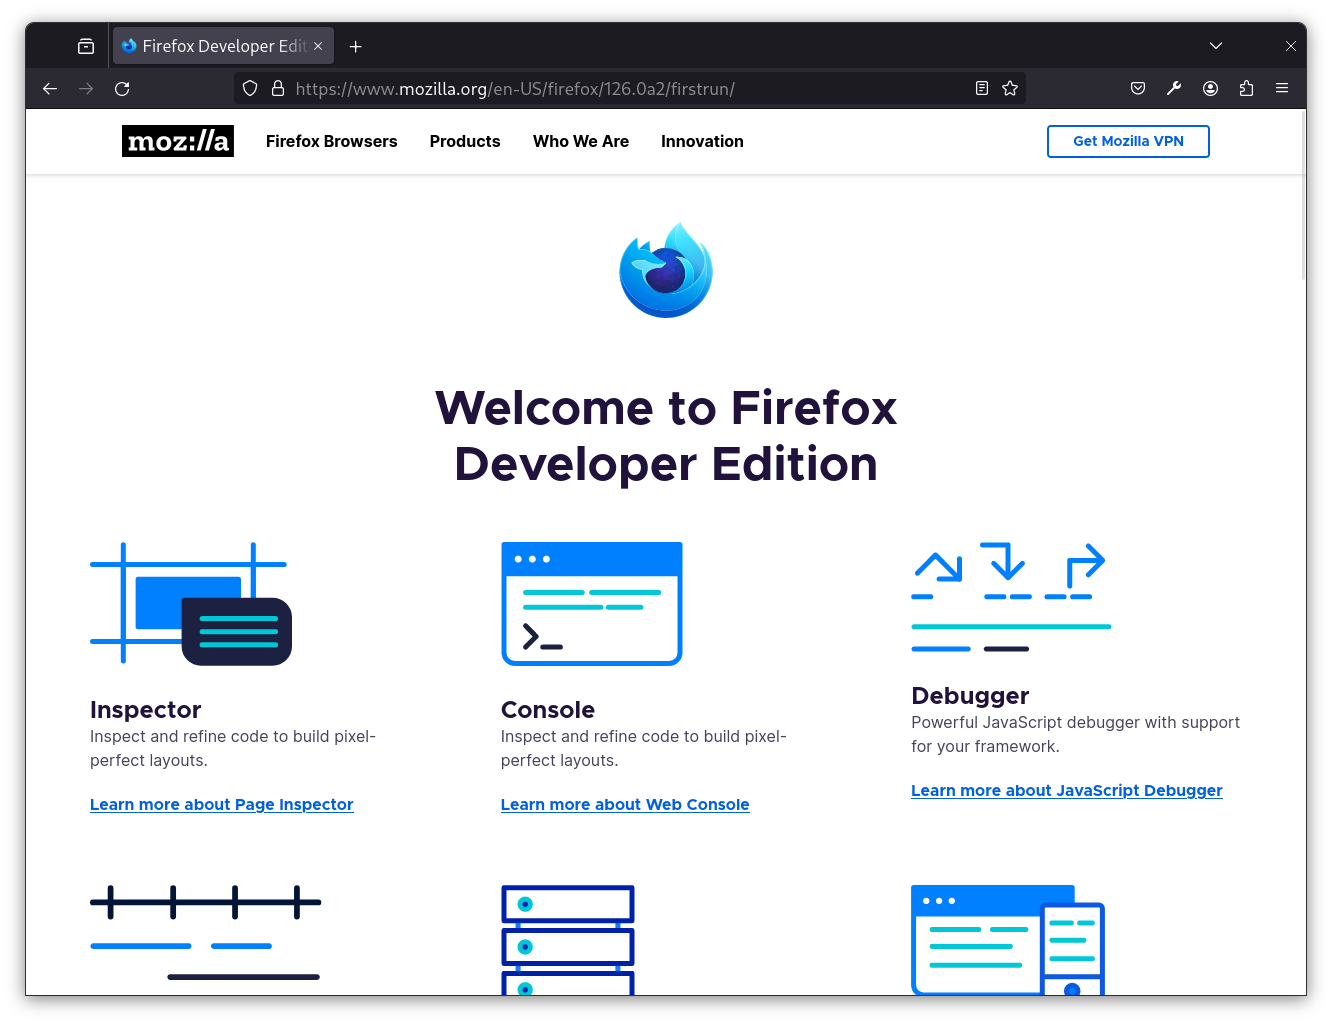 Firefox Developer Edit
https://www.mozilla.org/en-US/firefox/126.0a2/firstrun/
moz://a
Firefox Browsers
Products
Who We Are
Innovation
Get Mozilla VPN
Welcome to Firefox
Developer Edition
Inspector
Inspect and refine code to build pixel-
perfect layouts.
Learn more about Page Inspector
Console
Inspect and refine code to build pixel-
perfect layouts.
Learn more about Web Console
Debugger
Powerful JavaScript debugger with support
for your framework.
Learn more about JavaScript Debugger